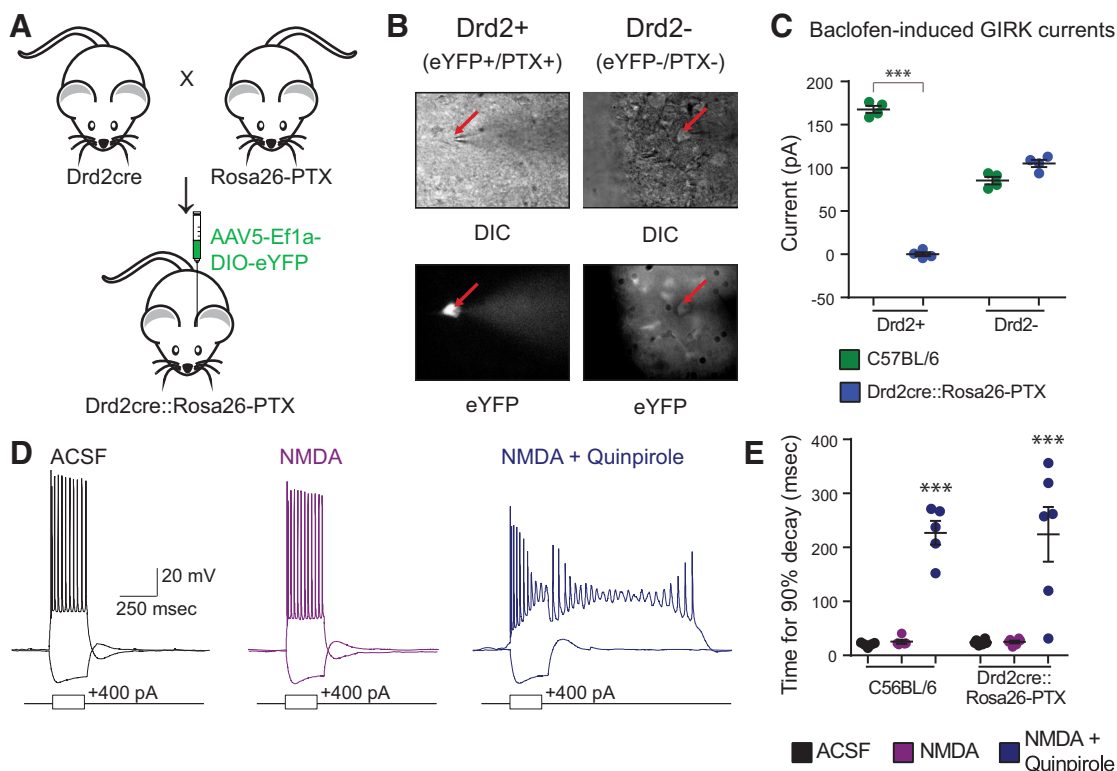 A
Drd2cre
X
Rosa26-PTX
AAV5-Ef1a-
DIO-eYFP
Drd2cre::Rosa26-PTX
B
Drd2+
(eYFP+/PTX+)
Drd2-
(eYFP-/PTX-)
DIC
DIC
eYFP
eYFP
C
Baclofen-induced GIRK currents
Current (pA)
200
150
100
50
0
-50
***
Drd2+
Drd2-
C57BL/6
Drd2cre::Rosa26-PTX
D
ACSF
NMDA
NMDA + Quinpirole
20 mV
250 msec
+400 pA
+400 pA
+400 pA
E
Time for 90% decay (msec)
400
300
200
100
0
***
***
C56BL/6
Drd2cre::
Rosa26-PTX
ACSF
NMDA
NMDA +
Quinpirole